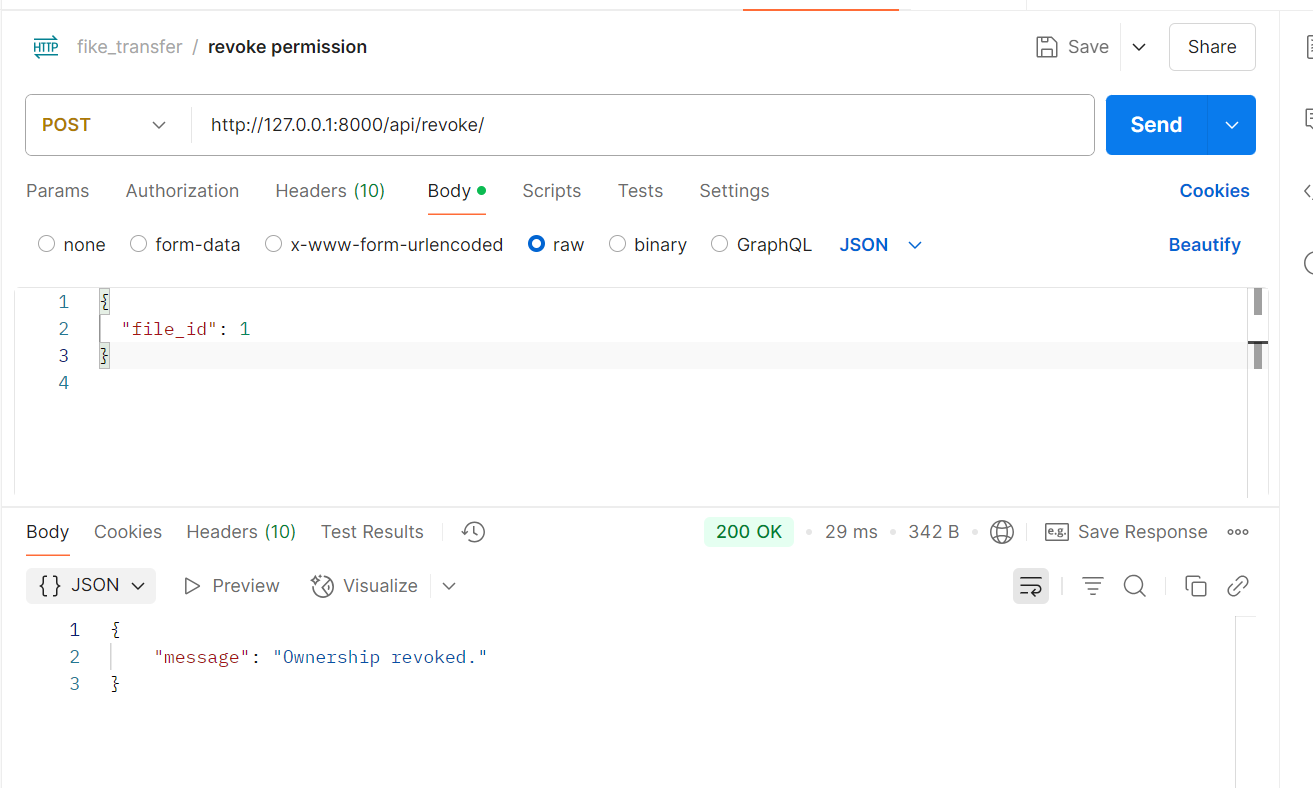 HTTP fike_transfer / revoke permission Save Share
POST http://127.0.0.1:8000/api/revoke/ Send
Params Authorization Headers (10) Body Scripts Tests Settings Cookies
none form-data x-www-form-urlencoded raw binary GraphQL JSON Beautify
1 {
2 "file_id": 1
3 }
4
Body Cookies Headers (10) Test Results 200 OK • 29 ms • 342 B • e.g. Save Response
{} JSON Preview Visualize
1 {
2 "message": "Ownership revoked."
3 }